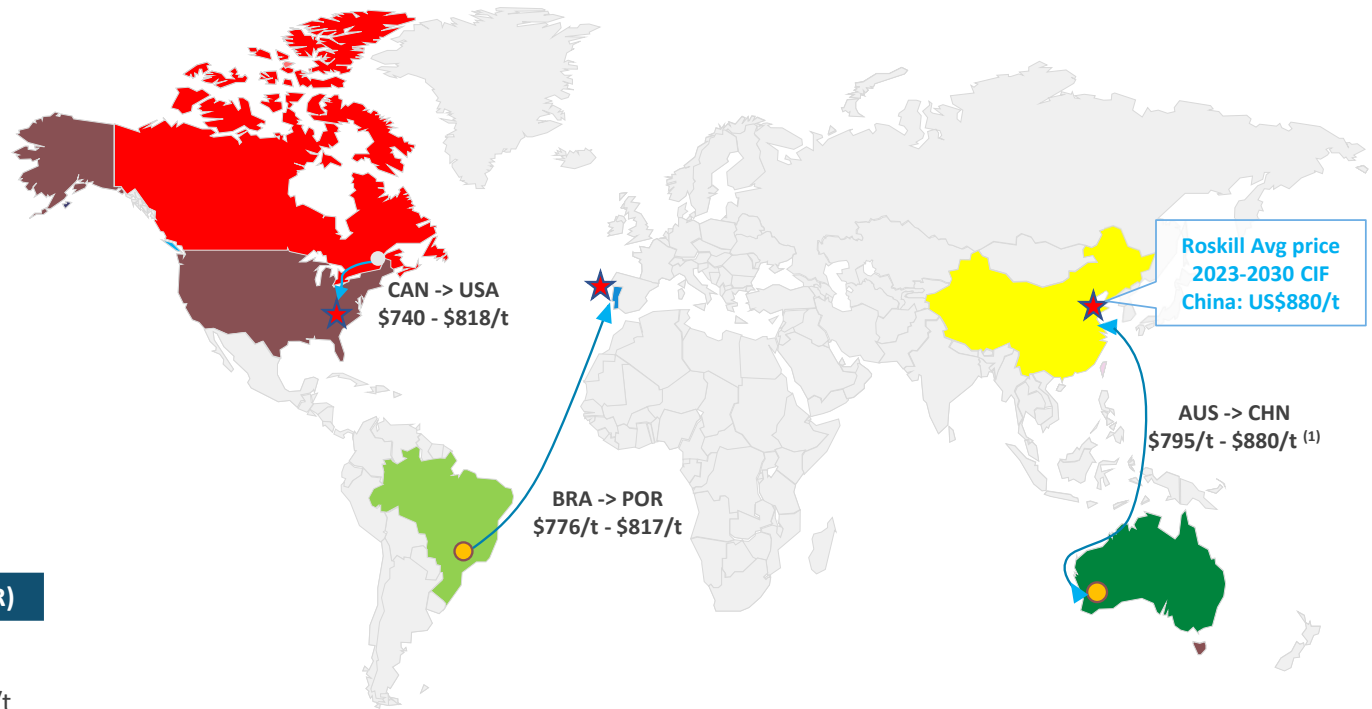 Roskill Avg price
2023-2030 CIF
China: US$880/t
CAN -> USA
$740 - $818/t
AUS -> CHN
$795/t - $880/t (1)
BRA -> POR
$776/t - $817/t
R)
/t